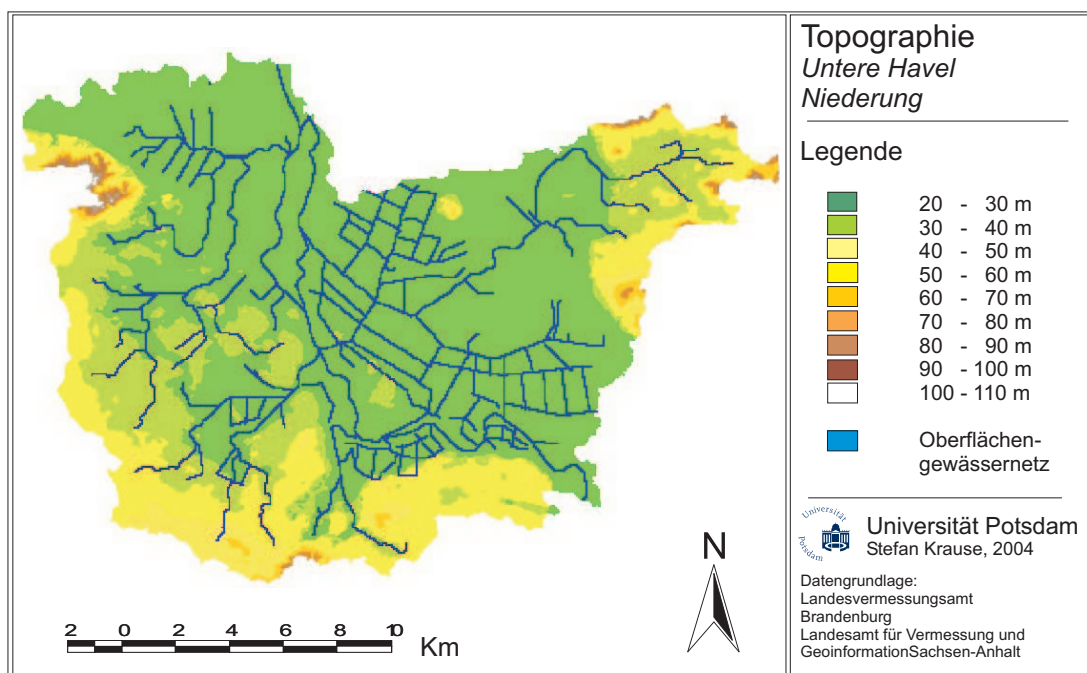 Topographie
Untere Havel
Niederung
Legende
20 - 30 m
30 - 40 m
40 - 50 m
50 - 60 m
60 - 70 m
70 - 80 m
80 - 90 m
90 - 100 m
100 - 110 m
Oberflächen-
gewässernetz
Universität
Potsdam
Universität Potsdam
Stefan Krause, 2004
Datengrundlage:
Landesvermessungsamt
Brandenburg
Landesamt für Vermessung und
GeoinformationSachsen-Anhalt
N
2 0 2 4 6 8 10
Km